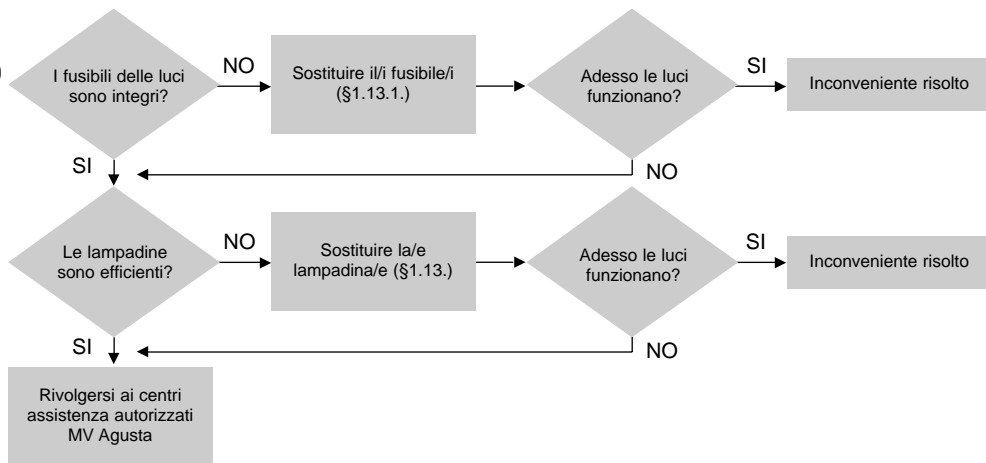 I fusibili delle luci
sono integri?
NO
Sostituire il/i fusibile/i
(§1.13.1.)
Adesso le luci
funzionano?
SI
Inconveniente risolto
SI
NO
Le lampadine
sono efficienti?
NO
Sostituire la/e
lampadina/e (§1.13.)
Adesso le luci
funzionano?
SI
Inconveniente risolto
SI
NO
Rivolgersi ai centri
assistenza autorizzati
MV Agusta